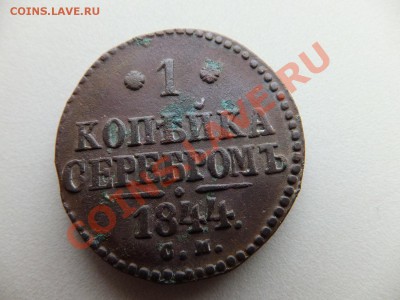 COINS.LAVE.RU
• 1 •
КОПѢЙКА
СЕРЕБРОМЪ
1844.
С. М.
COINS.LAVE.RU